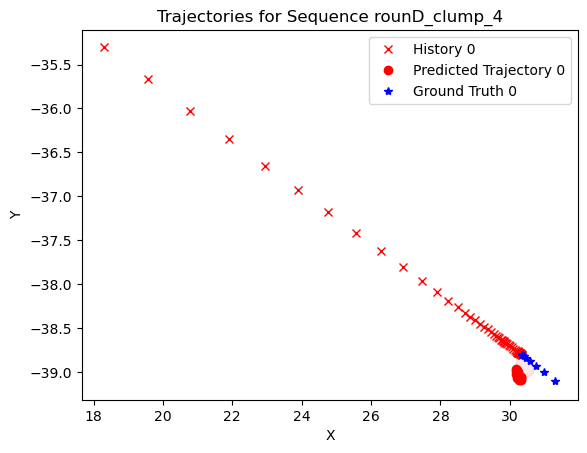 Trajectories for Sequence rounD_clump_4
History 0
Predicted Trajectory 0
Ground Truth 0
Y
−35.5
−36.0
−36.5
−37.0
−37.5
−38.0
−38.5
−39.0
18 20 22 24 26 28 30
X